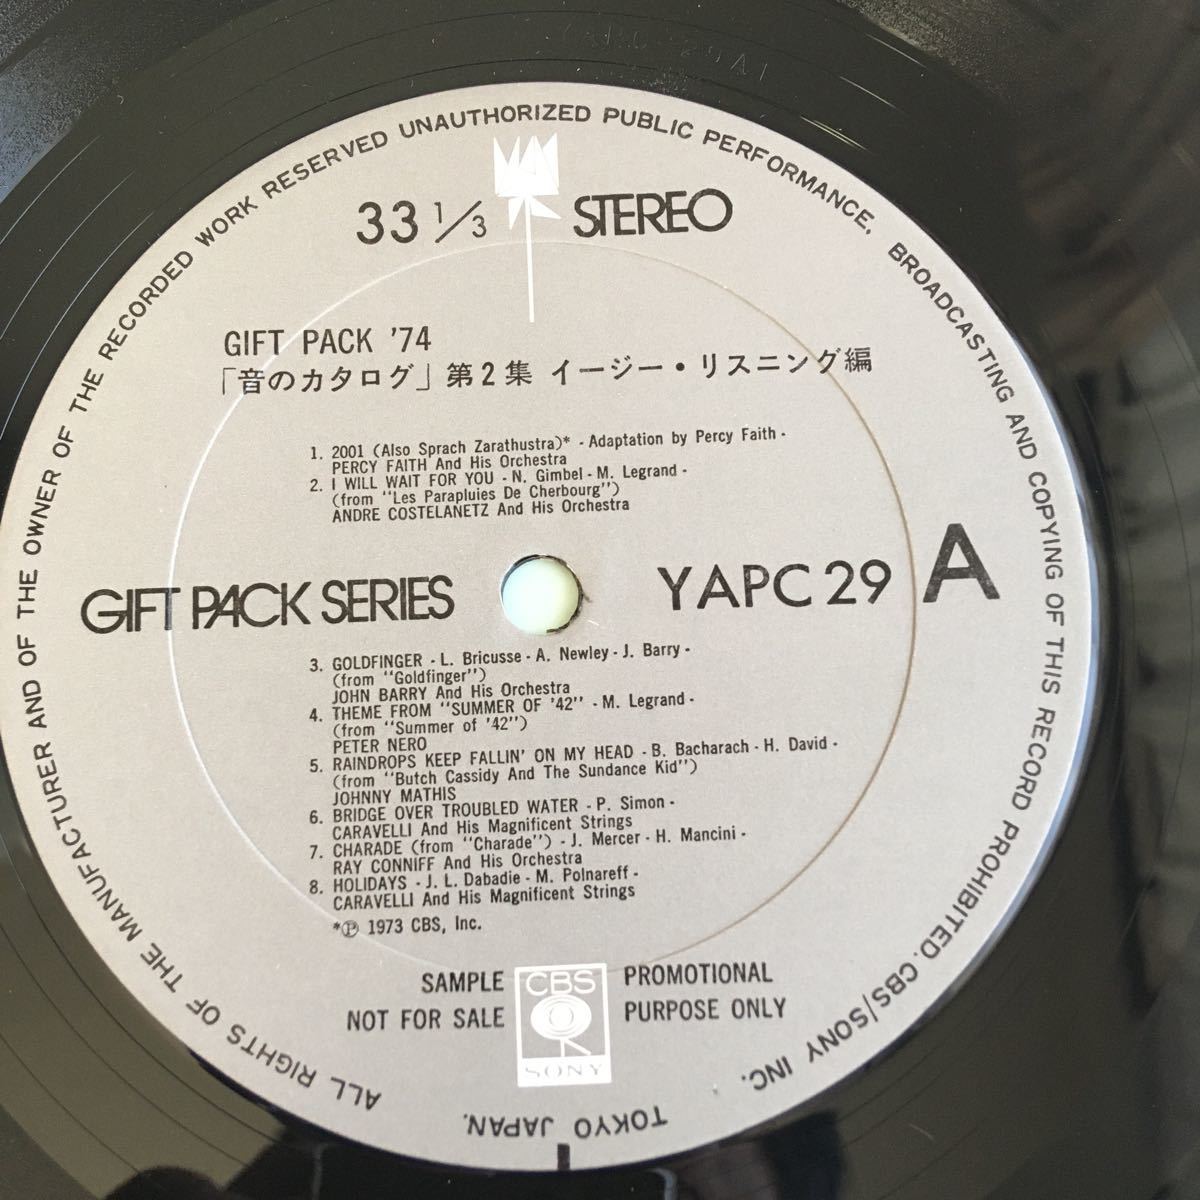 ALL RIGHTS OF THE MANUFACTURER AND OF THE OWNER OF THE RECORDED WORK RESERVED UNAUTHORIZED PUBLIC PERFORMANCE, BROADCASTING AND COPYING OF THIS RECORD PROHIBITED. CBS/SONY INC.
TOKYO JAPAN.
33 1/3 STEREO
GIFT PACK '74
「音のカタログ」第2集 イージー・リスニング編
1. 2001 (Also Sprach Zarathustra)* - Adaptation by Percy Faith -
PERCY FAITH And His Orchestra
2. I WILL WAIT FOR YOU - N. Gimbel - M. Legrand -
(from "Les Parapluies De Cherbourg")
ANDRE COSTELANETZ And His Orchestra
GIFT PACK SERIES
YAPC 29 A
3. GOLDFINGER - L. Bricusse - A. Newley - J. Barry -
(from "Goldfinger")
JOHN BARRY And His Orchestra
4. THEME FROM "SUMMER OF '42" - M. Legrand -
(from "Summer of '42")
PETER NERO
5. RAINDROPS KEEP FALLIN' ON MY HEAD - B. Bacharach - H. David -
(from "Butch Cassidy And The Sundance Kid")
JOHNNY MATHIS
6. BRIDGE OVER TROUBLED WATER - P. Simon -
CARAVELLI And His Magnificent Strings
7. CHARADE (from "Charade") - J. Mercer - H. Mancini -
RAY CONNIFF And His Orchestra
8. HOLIDAYS - J. L. Dabadie - M. Polnareff -
CARAVELLI And His Magnificent Strings
*℗ 1973 CBS, Inc.
SAMPLE
NOT FOR SALE
CBS
SONY
PROMOTIONAL
PURPOSE ONLY